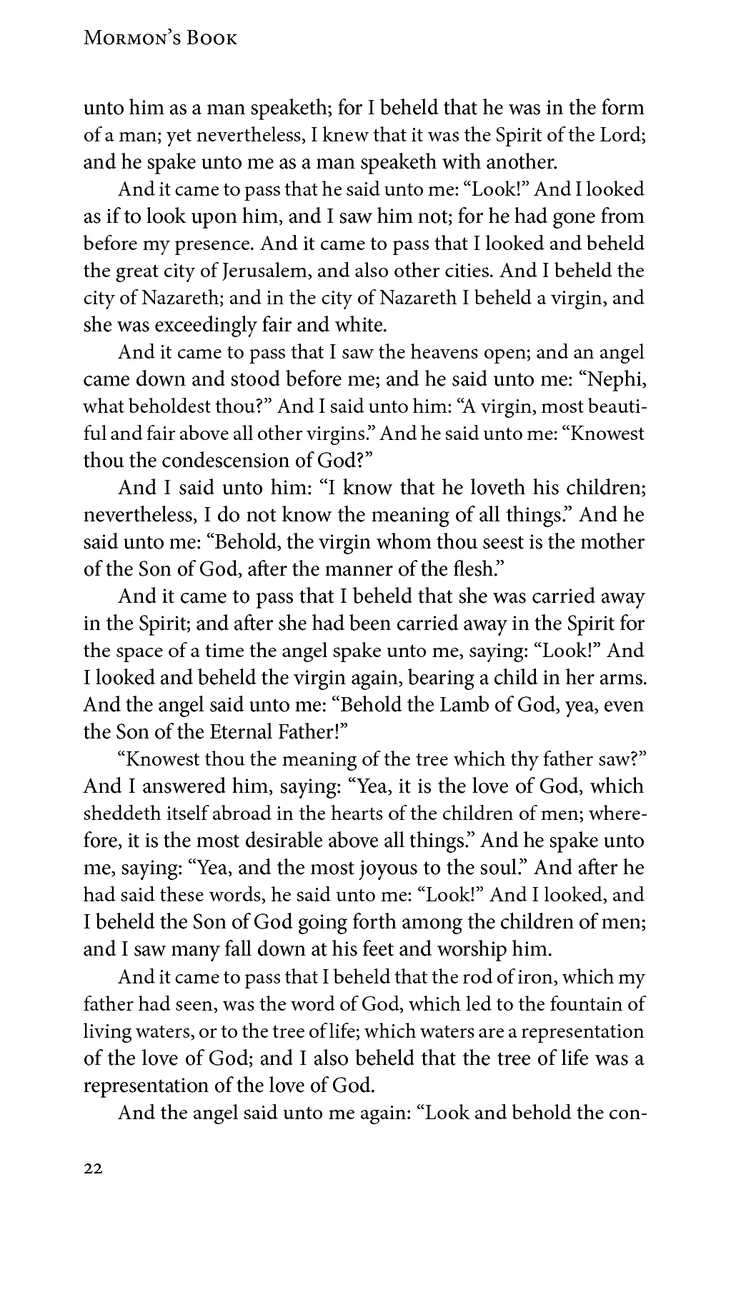 Mormon’s Book
unto him as a man speaketh; for I beheld that he was in the form
of a man; yet nevertheless, I knew that it was the Spirit of the Lord;
and he spake unto me as a man speaketh with another.
And it came to pass that he said unto me: “Look!” And I looked
as if to look upon him, and I saw him not; for he had gone from
before my presence. And it came to pass that I looked and beheld
the great city of Jerusalem, and also other cities. And I beheld the
city of Nazareth; and in the city of Nazareth I beheld a virgin, and
she was exceedingly fair and white.
And it came to pass that I saw the heavens open; and an angel
came down and stood before me; and he said unto me: “Nephi,
what beholdest thou?” And I said unto him: “A virgin, most beauti-
ful and fair above all other virgins.” And he said unto me: “Knowest
thou the condescension of God?”
And I said unto him: “I know that he loveth his children;
nevertheless, I do not know the meaning of all things.” And he
said unto me: “Behold, the virgin whom thou seest is the mother
of the Son of God, after the manner of the flesh.”
And it came to pass that I beheld that she was carried away
in the Spirit; and after she had been carried away in the Spirit for
the space of a time the angel spake unto me, saying: “Look!” And
I looked and beheld the virgin again, bearing a child in her arms.
And the angel said unto me: “Behold the Lamb of God, yea, even
the Son of the Eternal Father!”
“Knowest thou the meaning of the tree which thy father saw?”
And I answered him, saying: “Yea, it is the love of God, which
sheddeth itself abroad in the hearts of the children of men; where-
fore, it is the most desirable above all things.” And he spake unto
me, saying: “Yea, and the most joyous to the soul.” And after he
had said these words, he said unto me: “Look!” And I looked, and
I beheld the Son of God going forth among the children of men;
and I saw many fall down at his feet and worship him.
And it came to pass that I beheld that the rod of iron, which my
father had seen, was the word of God, which led to the fountain of
living waters, or to the tree of life; which waters are a representation
of the love of God; and I also beheld that the tree of life was a
representation of the love of God.
And the angel said unto me again: “Look and behold the con-
22